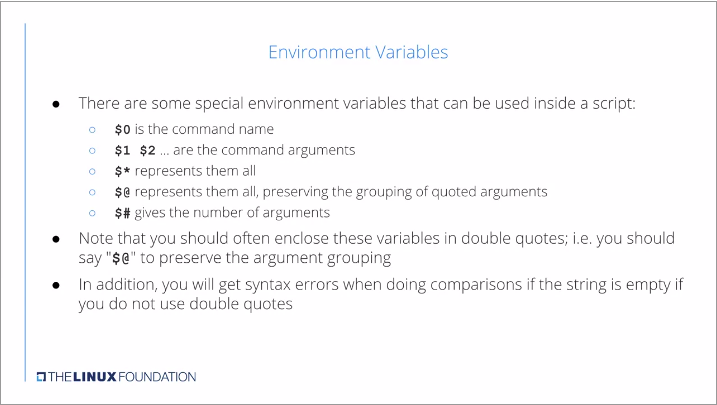 Environment Variables
● There are some special environment variables that can be used inside a script:
○ $0 is the command name
○ $1 $2 ... are the command arguments
○ $* represents them all
○ $@ represents them all, preserving the grouping of quoted arguments
○ $# gives the number of arguments
● Note that you should often enclose these variables in double quotes; i.e. you should
say "$@" to preserve the argument grouping
● In addition, you will get syntax errors when doing comparisons if the string is empty if
you do not use double quotes
THE LINUX FOUNDATION